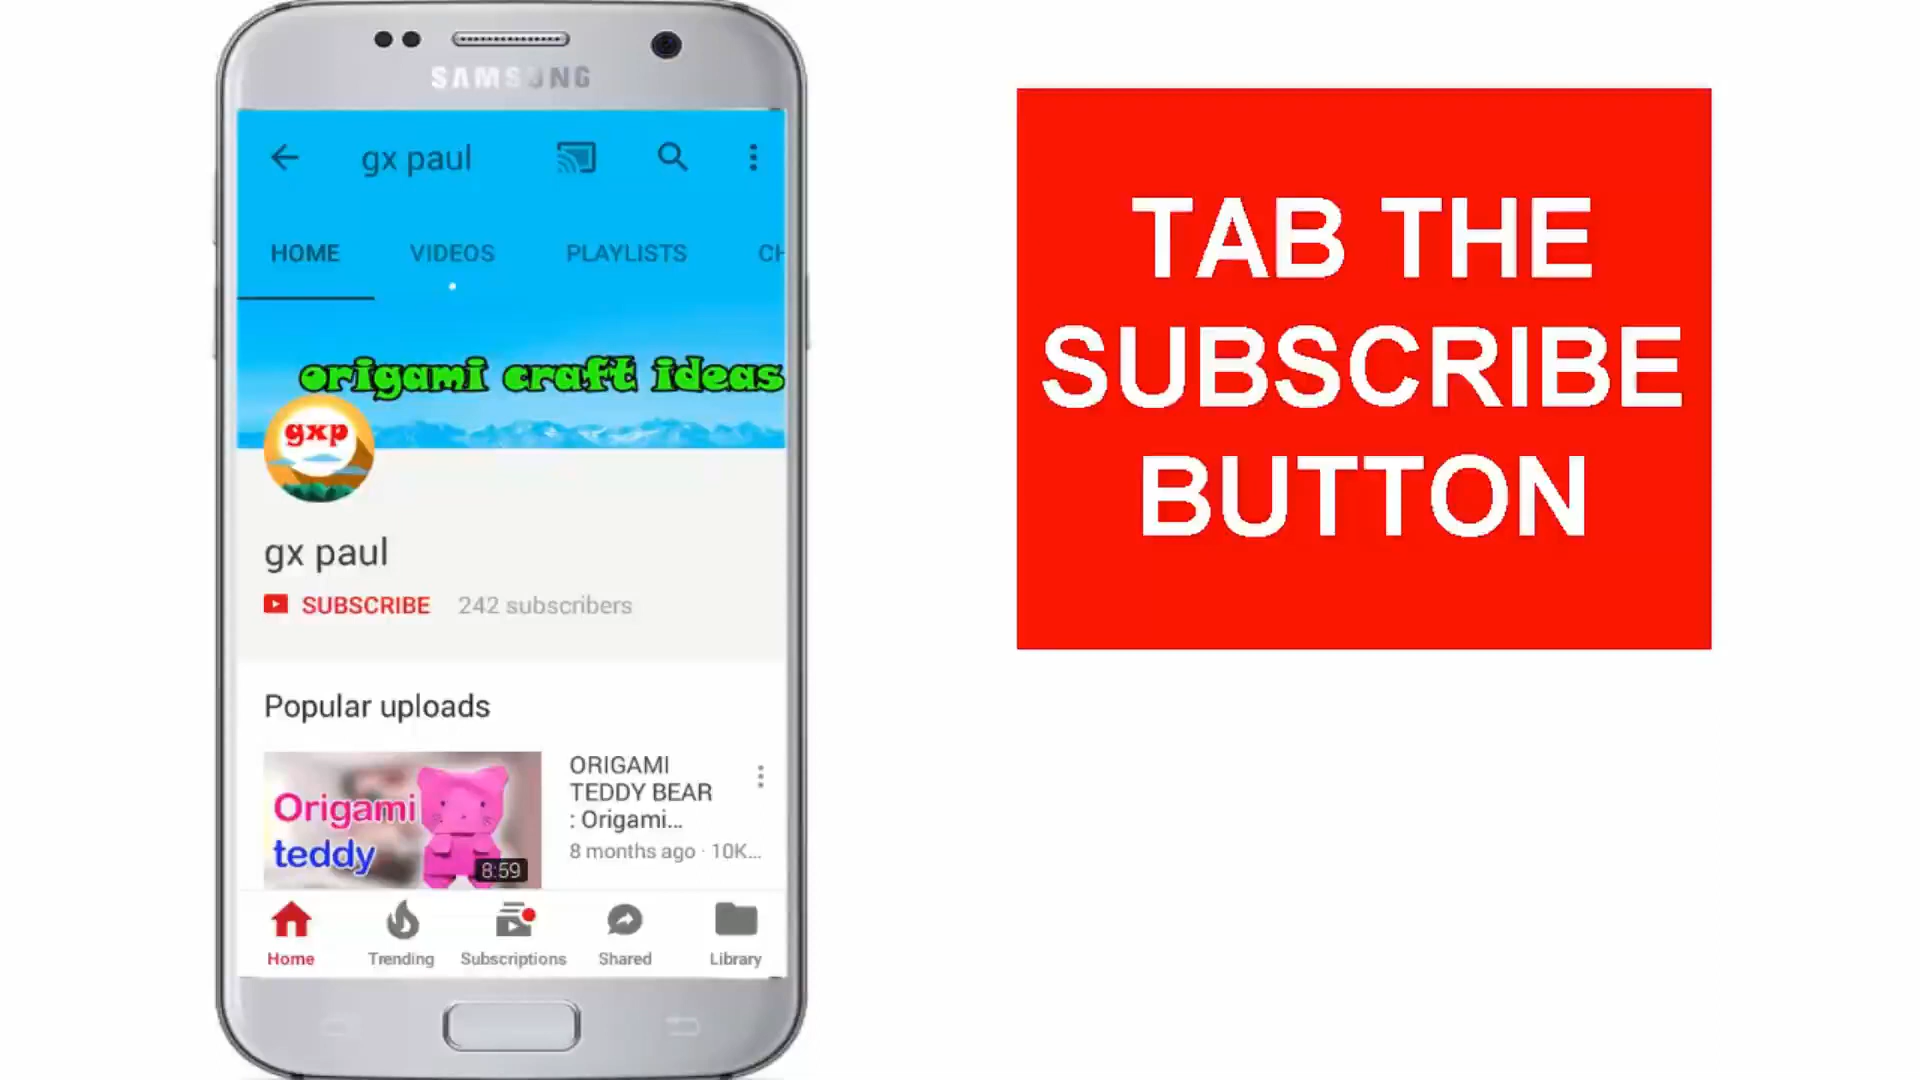 SAMSUNG
gx paul
HOME VIDEOS PLAYLISTS CH
origami craft ideas
gxp
gx paul
SUBSCRIBE 242 subscribers
Popular uploads
Origami
teddy
8:59
ORIGAMI
TEDDY BEAR
: Origami...
8 months ago · 10K...
Home Trending Subscriptions Shared Library
TAB THE
SUBSCRIBE
BUTTON